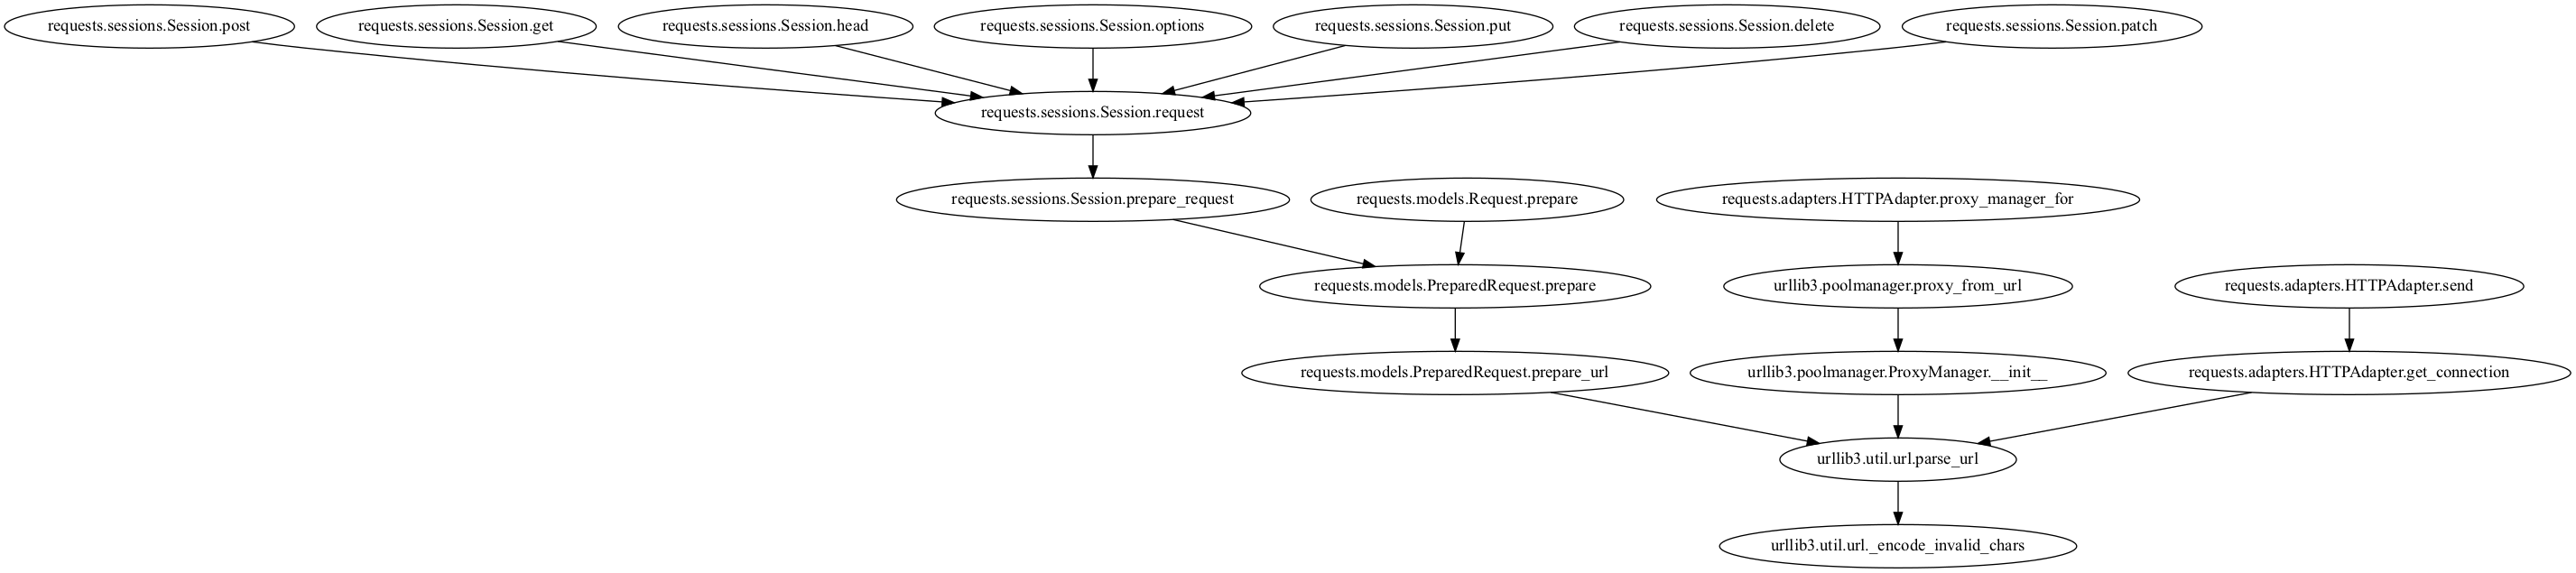 requests.sessions.Session.post
requests.sessions.Session.get
requests.sessions.Session.head
requests.sessions.Session.options
requests.sessions.Session.put
requests.sessions.Session.delete
requests.sessions.Session.patch
requests.sessions.Session.request
requests.sessions.Session.prepare_request
requests.models.Request.prepare
requests.adapters.HTTPAdapter.proxy_manager_for
requests.models.PreparedRequest.prepare
urllib3.poolmanager.proxy_from_url
requests.adapters.HTTPAdapter.send
requests.models.PreparedRequest.prepare_url
urllib3.poolmanager.ProxyManager.__init__
requests.adapters.HTTPAdapter.get_connection
urllib3.util.url.parse_url
urllib3.util.url._encode_invalid_chars